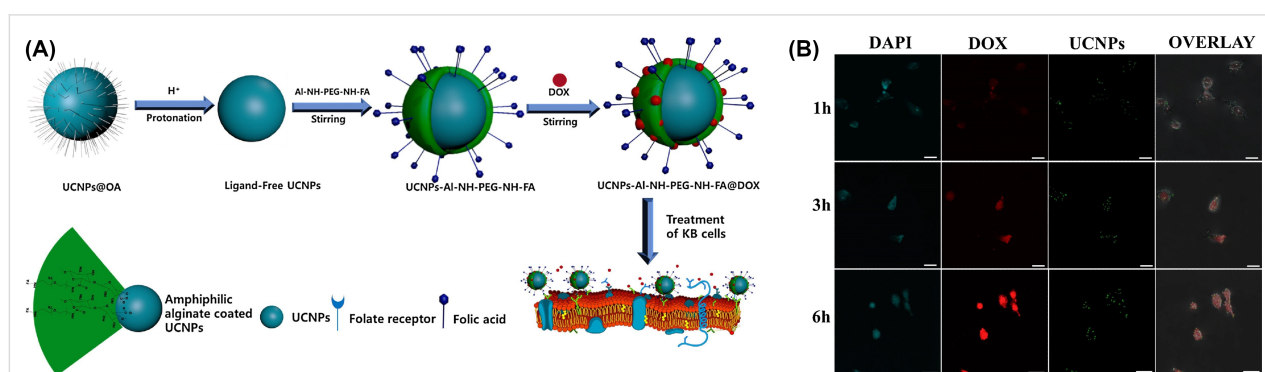 (A)
H⁺
Protonation
Al-NH-PEG-NH-FA
Stirring
DOX
Stirring
UCNPs@OA
Ligand-Free UCNPs
UCNPs-Al-NH-PEG-NH-FA
UCNPs-Al-NH-PEG-NH-FA@DOX
Treatment
of KB cells
Amphiphilic
alginate coated
UCNPs
UCNPs
Folate receptor
Folic acid
(B)
DAPI
DOX
UCNPs
OVERLAY
1h
3h
6h